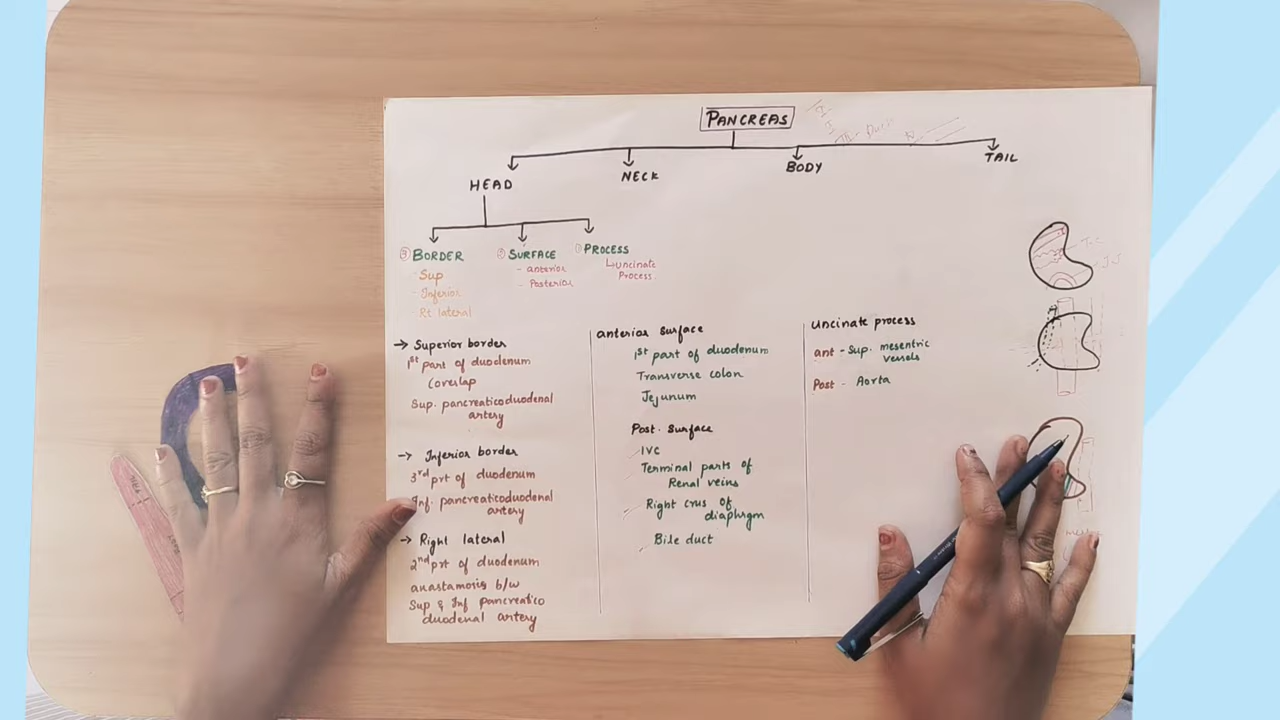 PANCREAS
HEAD
NECK
BODY
TAIL
③ BORDER
- Sup
- Inferior
- Rt lateral
② SURFACE
- anterior
- Posterior
① PROCESS
Uncinate
Process.
→ Superior border
1st part of duodenum
(overlap
Sup. pancreaticoduodenal
artery
→ Inferior border
3rd prt of duodenum
Inf. pancreaticoduodenal
artery
→ Right lateral
2nd prt of duodenum
anastamosis b/w
Sup & Inf pancreatico
duodenal artery
anterior surface
1st part of duodenum
Transverse colon
Jejunum
Post. Surface
IVC
Terminal parts of
Renal veins
Right crus of
diaphrgm
Bile duct
uncinate process
ant - Sup. mesentric
vessels
Post - Aorta